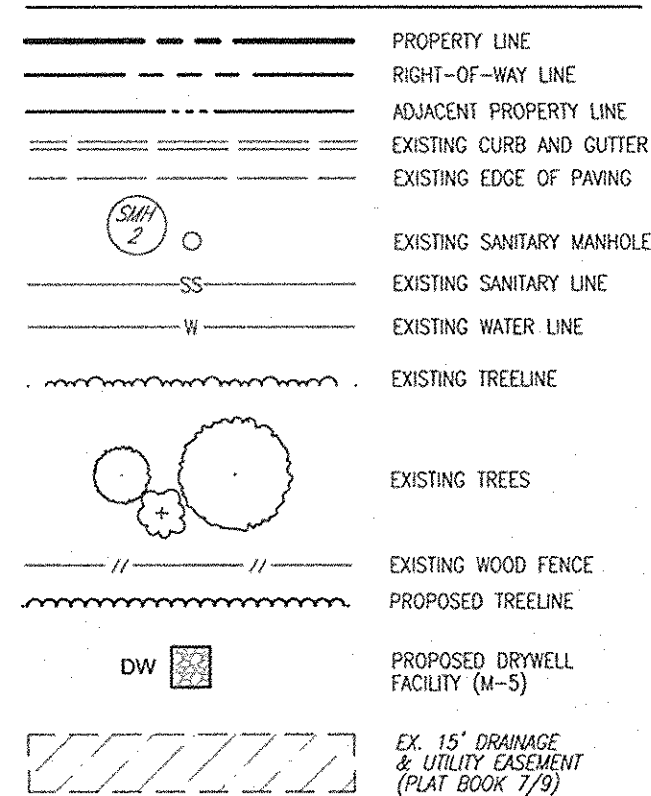 PROPERTY LINE
RIGHT-OF-WAY LINE
ADJACENT PROPERTY LINE
EXISTING CURB AND GUTTER
EXISTING EDGE OF PAVING
SMH
2
EXISTING SANITARY MANHOLE
SS
EXISTING SANITARY LINE
W
EXISTING WATER LINE
EXISTING TREELINE
EXISTING TREES
EXISTING WOOD FENCE
PROPOSED TREELINE
DW
PROPOSED DRYWELL
FACILITY (M-5)
EX. 15' DRAINAGE
& UTILITY EASEMENT
(PLAT BOOK 7/9)